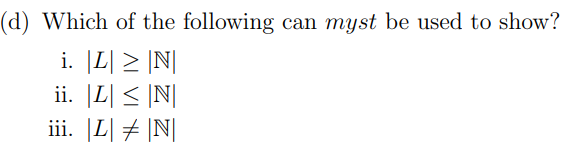 (d) Which of the following can myst be used to show?
i. |L| ≥ |ℕ|
ii. |L| ≤ |ℕ|
iii. |L| ≠ |ℕ|